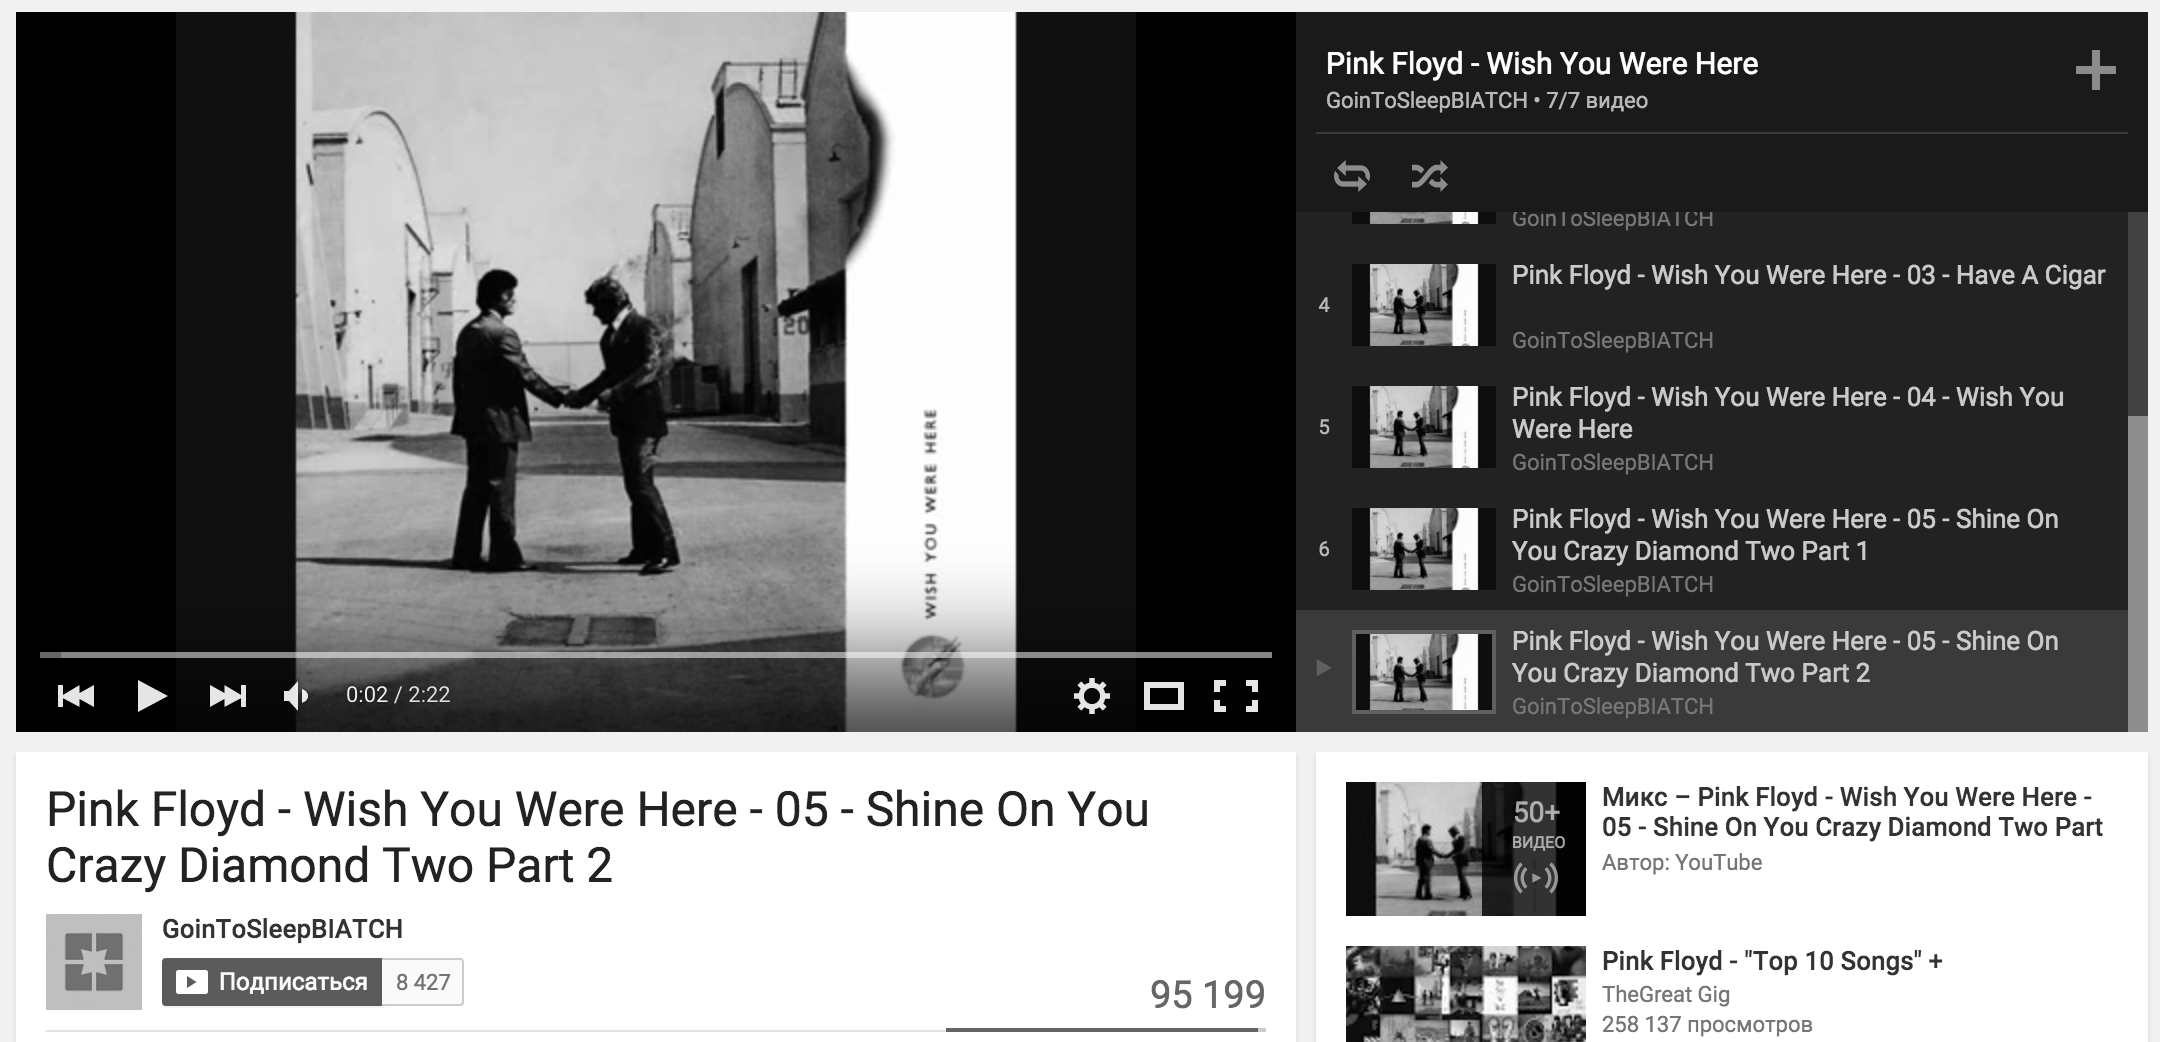 WISH YOU WERE HERE
20
0:02 / 2:22
Pink Floyd - Wish You Were Here
GoinToSleepBIATCH • 7/7 видео
GoinToSleepBIATCH
4
Pink Floyd - Wish You Were Here - 03 - Have A Cigar
GoinToSleepBIATCH
5
Pink Floyd - Wish You Were Here - 04 - Wish You
Were Here
GoinToSleepBIATCH
6
Pink Floyd - Wish You Were Here - 05 - Shine On
You Crazy Diamond Two Part 1
GoinToSleepBIATCH
Pink Floyd - Wish You Were Here - 05 - Shine On
You Crazy Diamond Two Part 2
GoinToSleepBIATCH
Pink Floyd - Wish You Were Here - 05 - Shine On You
Crazy Diamond Two Part 2
GoinToSleepBIATCH
Подписаться 8 427
95 199
50+
ВИДЕО
Микс – Pink Floyd - Wish You Were Here -
05 - Shine On You Crazy Diamond Two Part
Автор: YouTube
Pink Floyd - "Top 10 Songs" +
TheGreat Gig
258 137 просмотров